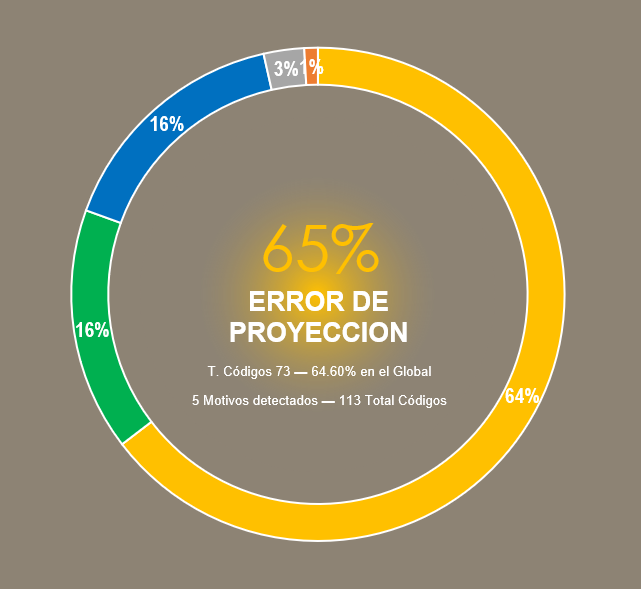 3%
1%
16%
65%
ERROR DE
PROYECCION
16%
T. Códigos 73 — 64.60% en el Global
64%
5 Motivos detectados — 113 Total Códigos